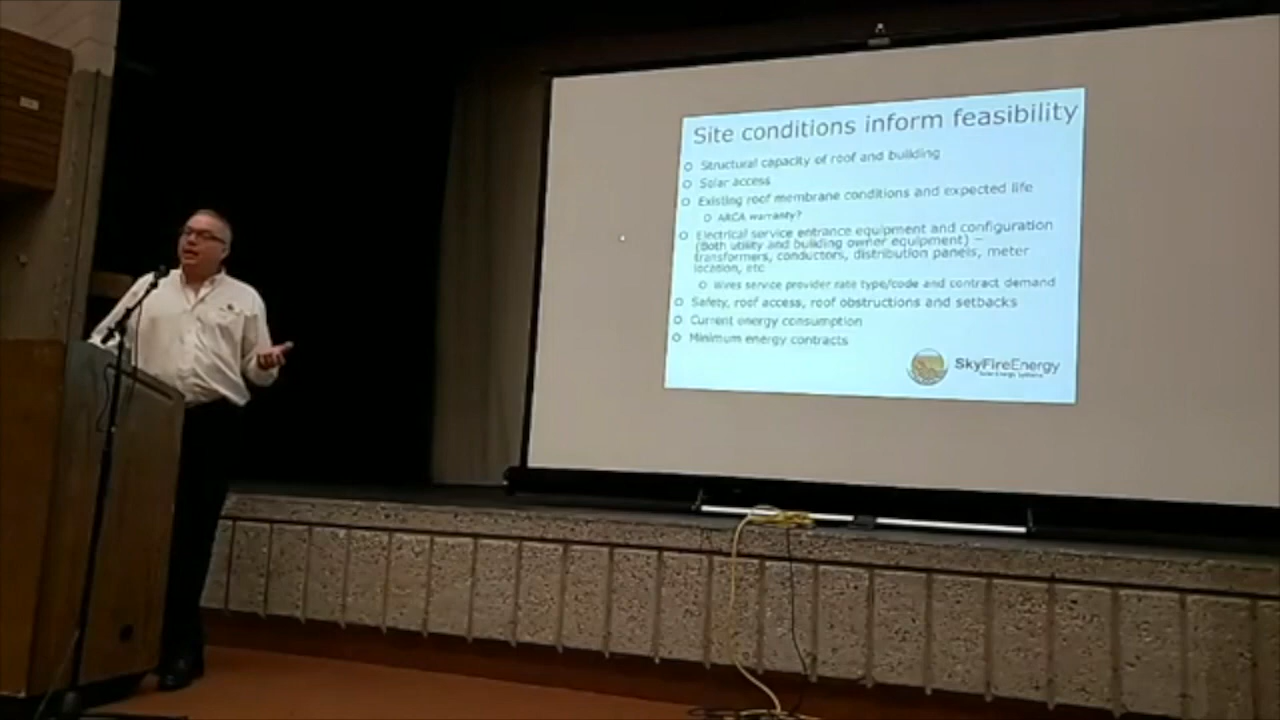 Site conditions inform feasibility
Structural capacity of roof and building
Solar access
Existing roof membrane conditions and expected life
ARCA warranty?
Electrical service entrance equipment and configuration
(Both utility and building owner equipment) –
transformers, conductors, distribution panels, meter
location, etc
Wires service provider rate type/code and contract demand
Safety, roof access, roof obstructions and setbacks
Current energy consumption
Minimum energy contracts
SkyFireEnergy
Solar Energy Systems